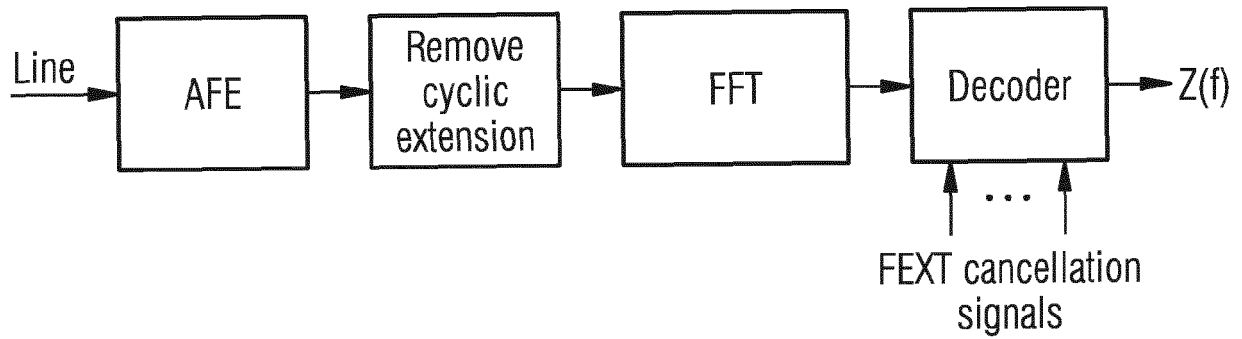 Line
AFE
Remove
cyclic
extension
FFT
Decoder
Z(f)
...
FEXT cancellation
signals